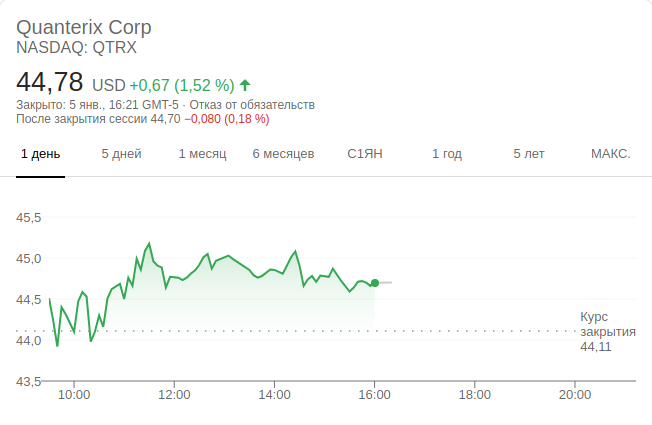 Quanterix Corp
NASDAQ: QTRX
44,78 USD +0,67 (1,52 %)
Закрыто: 5 янв., 16:21 GMT-5 · Отказ от обязательств
После закрытия сессии 44,70 −0,080 (0,18 %)
1 день 5 дней 1 месяц 6 месяцев С1ЯН 1 год 5 лет МАКС.
45,5
45,0
44,5
Курс
закрытия
44,11
44,0
43,5
10:00 12:00 14:00 16:00 18:00 20:00